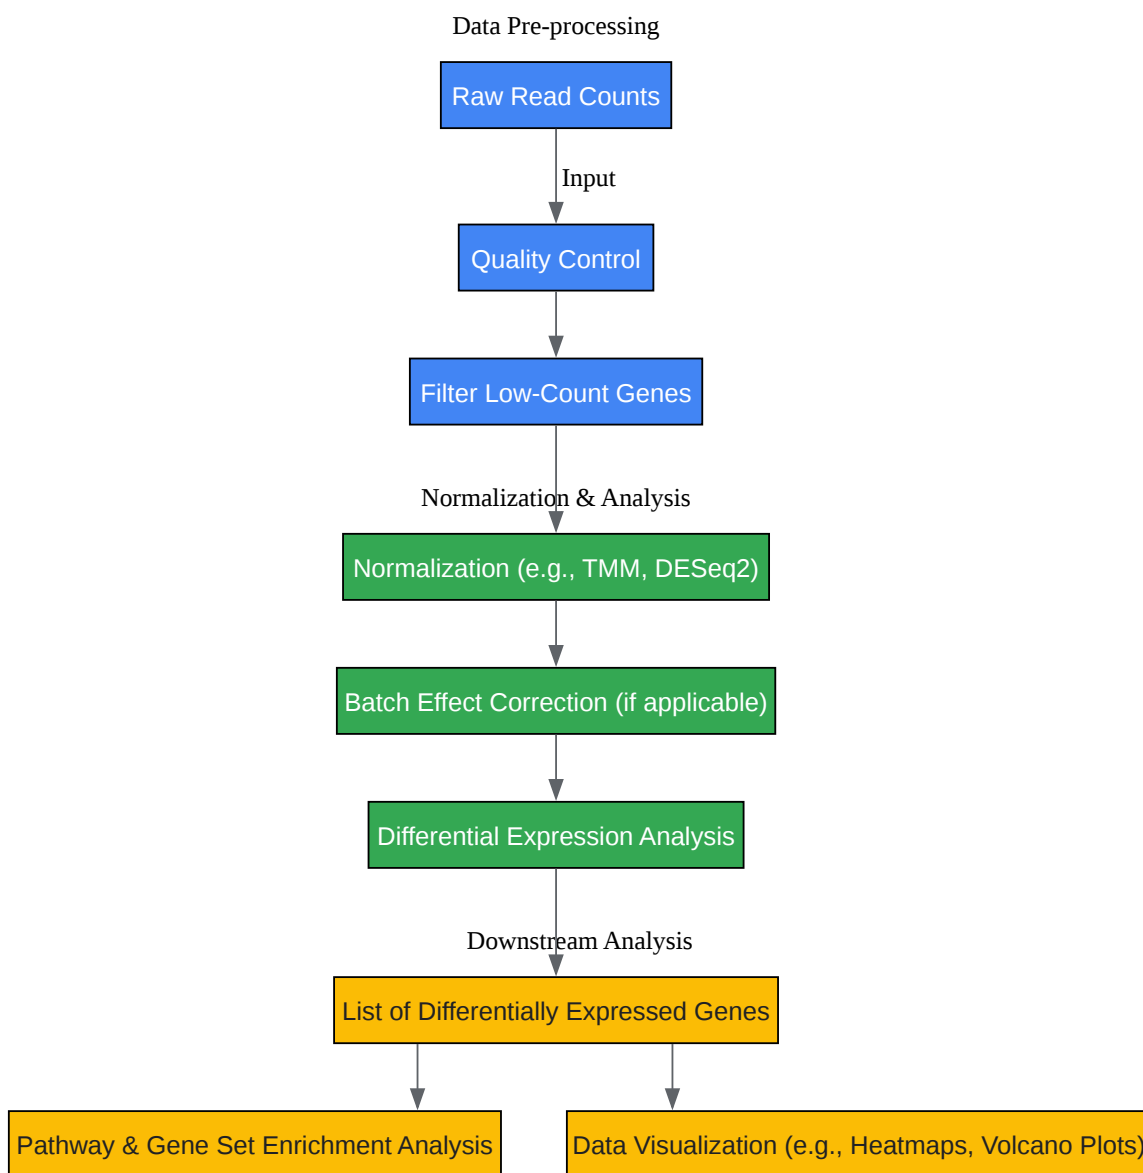 Data Pre-processing
Raw Read Counts
Input
Quality Control
Filter Low-Count Genes
Normalization & Analysis
Normalization (e.g., TMM, DESeq2)
Batch Effect Correction (if applicable)
Differential Expression Analysis
Downstream Analysis
List of Differentially Expressed Genes
Pathway & Gene Set Enrichment Analysis
Data Visualization (e.g., Heatmaps, Volcano Plots)